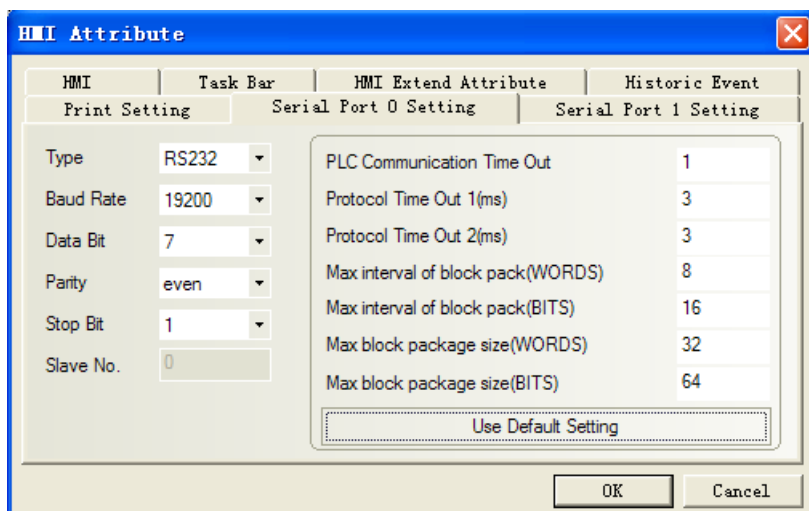 HMI Attribute
HMI Task Bar HMI Extend Attribute Historic Event
Print Setting Serial Port 0 Setting Serial Port 1 Setting
Type RS232
Baud Rate 19200
Data Bit 7
Parity even
Stop Bit 1
Slave No. 0
PLC Communication Time Out 1
Protocol Time Out 1(ms) 3
Protocol Time Out 2(ms) 3
Max interval of block pack(WORDS) 8
Max interval of block pack(BITS) 16
Max block package size(WORDS) 32
Max block package size(BITS) 64
Use Default Setting
OK Cancel